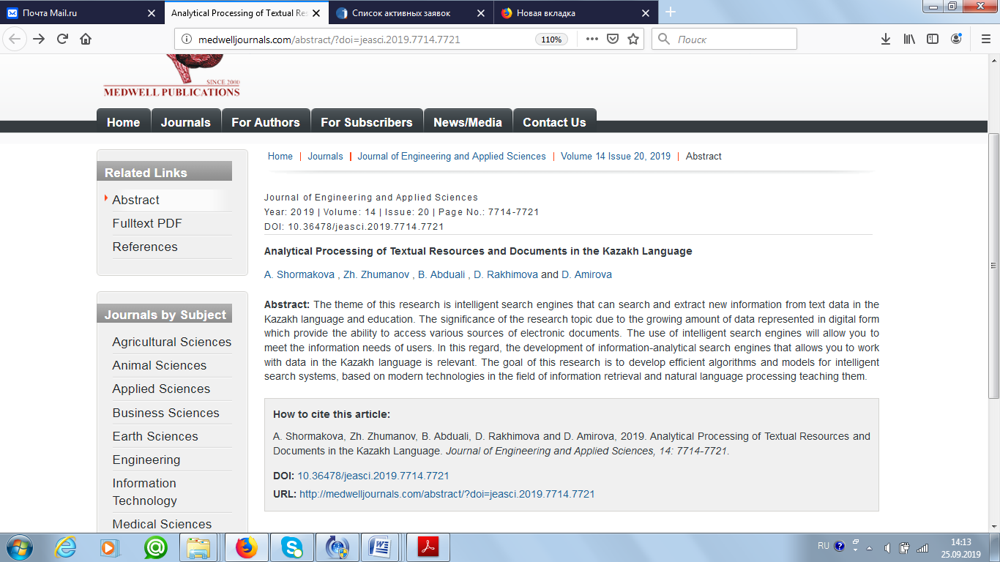 Почта Mail.ru
Analytical Processing of Textual Res
Список активных заявок
Новая вкладка
medwelljournals.com/abstract/?doi=jeasci.2019.7714.7721
110%
Поиск
SINCE 2000
MEDWELL PUBLICATIONS
Home
Journals
For Authors
For Subscribers
News/Media
Contact Us
Related Links
Abstract
Fulltext PDF
References
Journals by Subject
Agricultural Sciences
Animal Sciences
Applied Sciences
Business Sciences
Earth Sciences
Engineering
Information
Technology
Medical Sciences
Home | Journals | Journal of Engineering and Applied Sciences | Volume 14 Issue 20, 2019 | Abstract
Journal of Engineering and Applied Sciences
Year: 2019 | Volume: 14 | Issue: 20 | Page No.: 7714-7721
DOI: 10.36478/jeasci.2019.7714.7721
Analytical Processing of Textual Resources and Documents in the Kazakh Language
A. Shormakova , Zh. Zhumanov , B. Abduali , D. Rakhimova and D. Amirova
Abstract: The theme of this research is intelligent search engines that can search and extract new information from text data in the
Kazakh language and education. The significance of the research topic due to the growing amount of data represented in digital form
which provide the ability to access various sources of electronic documents. The use of intelligent search engines will allow you to
meet the information needs of users. In this regard, the development of information-analytical search engines that allows you to work
with data in the Kazakh language is relevant. The goal of this research is to develop efficient algorithms and models for intelligent
search systems, based on modern technologies in the field of information retrieval and natural language processing teaching them.
How to cite this article:
A. Shormakova, Zh. Zhumanov, B. Abduali, D. Rakhimova and D. Amirova, 2019. Analytical Processing of Textual Resources and
Documents in the Kazakh Language. Journal of Engineering and Applied Sciences, 14: 7714-7721.
DOI: 10.36478/jeasci.2019.7714.7721
URL: http://medwelljournals.com/abstract/?doi=jeasci.2019.7714.7721
RU
14:13
25.09.2019